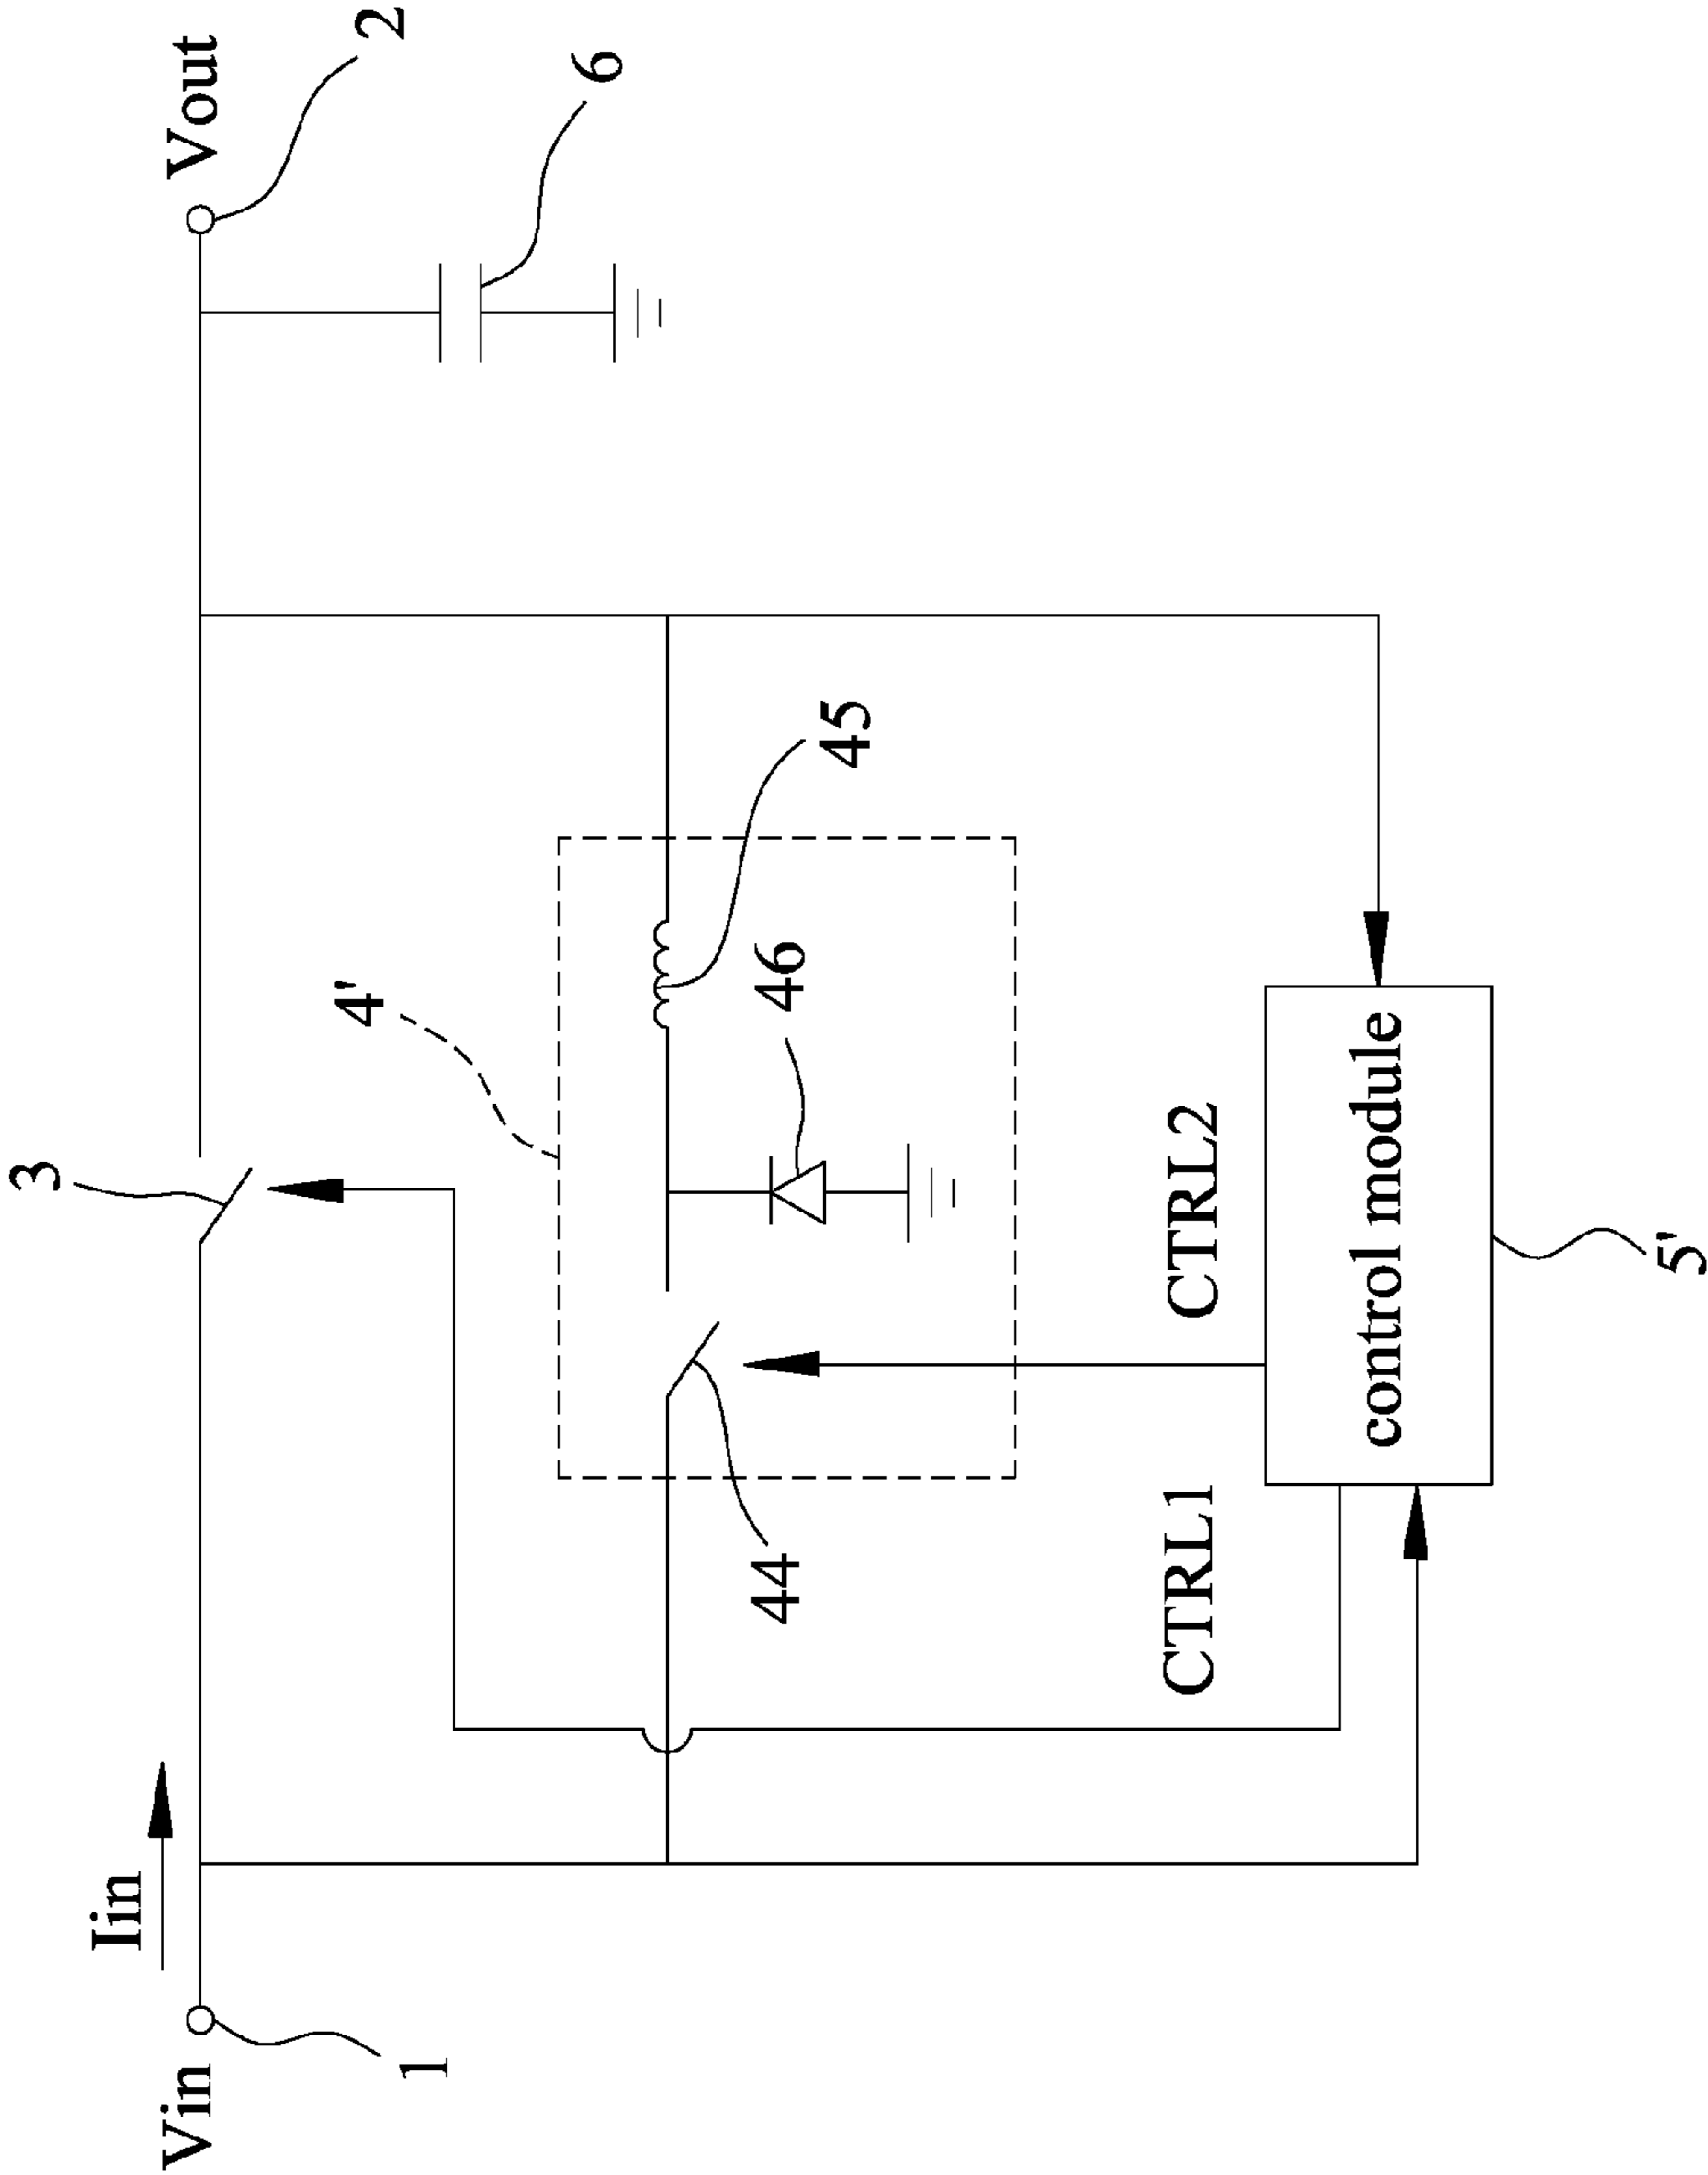 Iin
3
Vin
Vout
1
2
4'
6
44
46
45
CTRL1
CTRL2
control module
5'